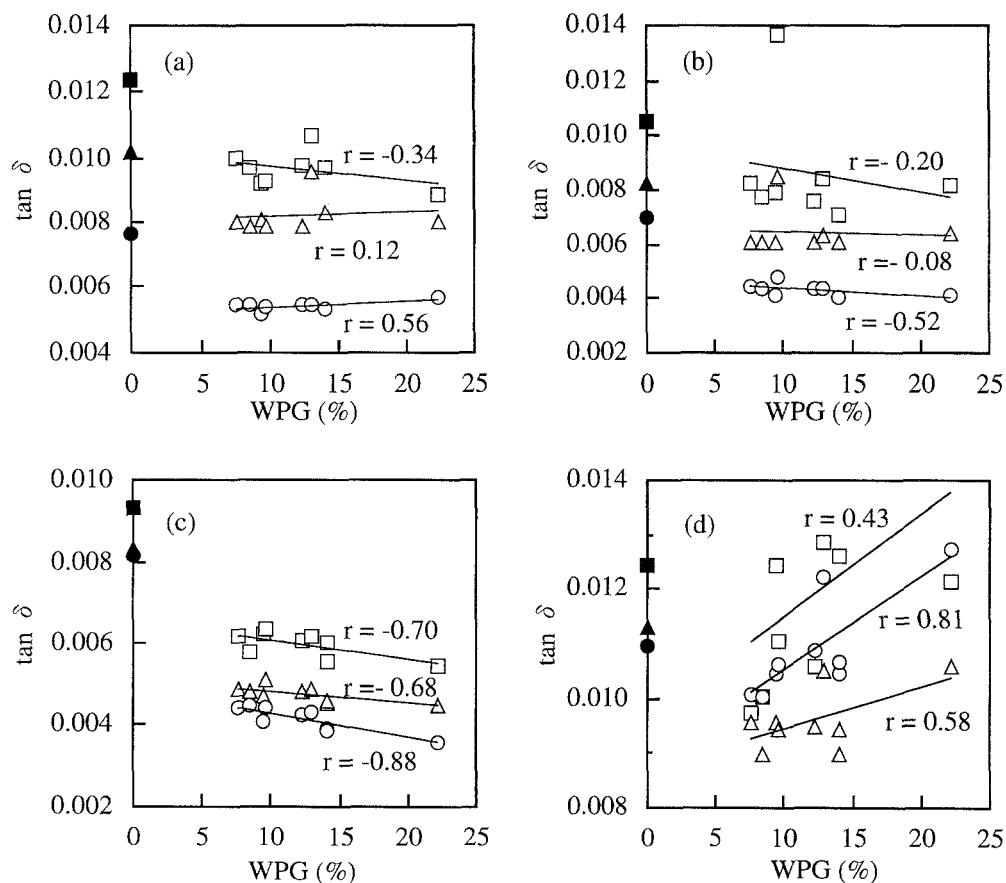 0.014
0.012
0.010
0.008
0.006
0.004
tan δ
(a)
r = -0.34
r = 0.12
r = 0.56
0 5 10 15 20 25
WPG (%)
0.014
0.012
0.010
0.008
0.006
0.004
0.002
tan δ
(b)
r =- 0.20
r =- 0.08
r = -0.52
0 5 10 15 20 25
WPG (%)
0.010
0.008
0.006
0.004
0.002
tan δ
(c)
r = -0.70
r =- 0.68
r = -0.88
0 5 10 15 20 25
WPG (%)
0.014
0.012
0.010
0.008
tan δ
(d)
r = 0.43
r = 0.81
r = 0.58
0 5 10 15 20 25
WPG (%)